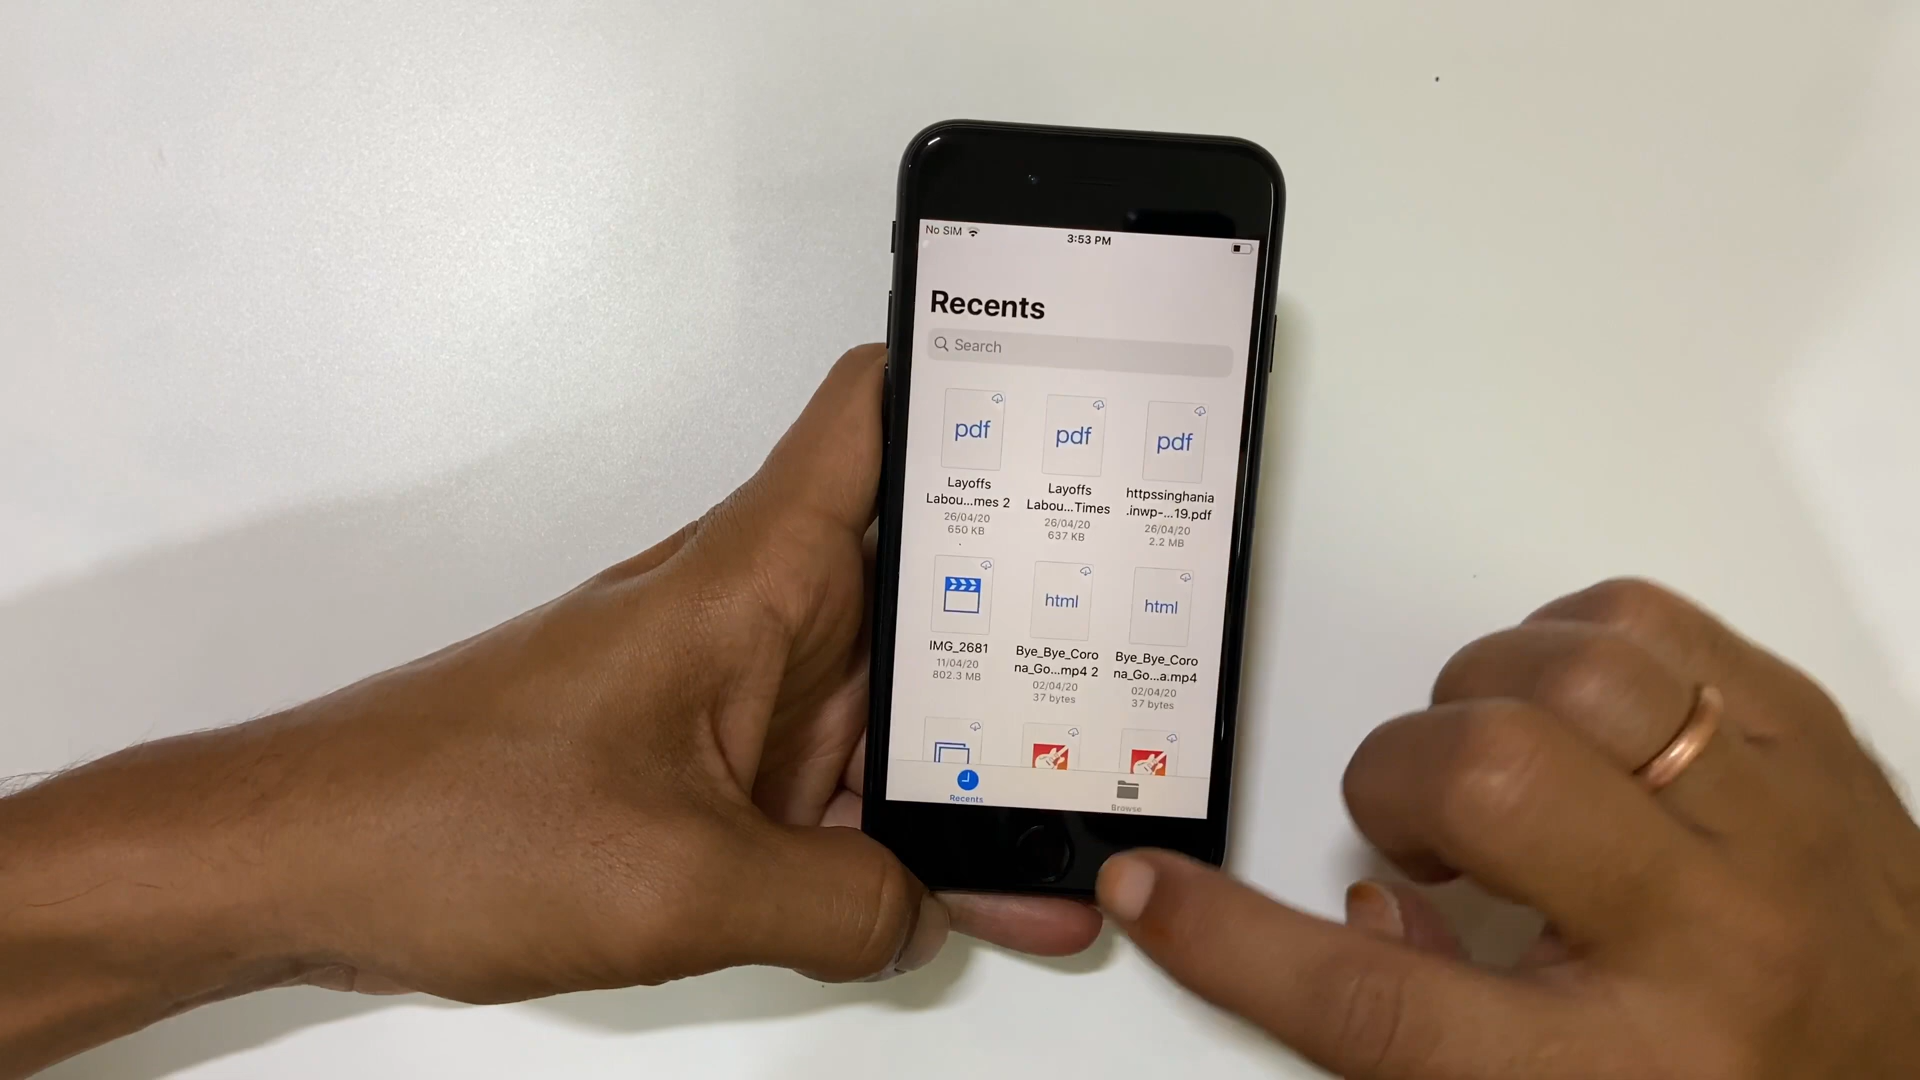 No SIM
3:53 PM
Recents
Search
pdf
pdf
pdf
Layoffs
Labou...mes 2
26/04/20
650 KB
Layoffs
Labou...Times
26/04/20
637 KB
httpssinghania
.inwp-...19.pdf
26/04/20
2.2 MB
html
html
IMG_2681
11/04/20
802.3 MB
Bye_Bye_Coro
na_Go...mp4 2
02/04/20
37 bytes
Bye_Bye_Coro
na_Go...a.mp4
02/04/20
37 bytes
Recents
Browse